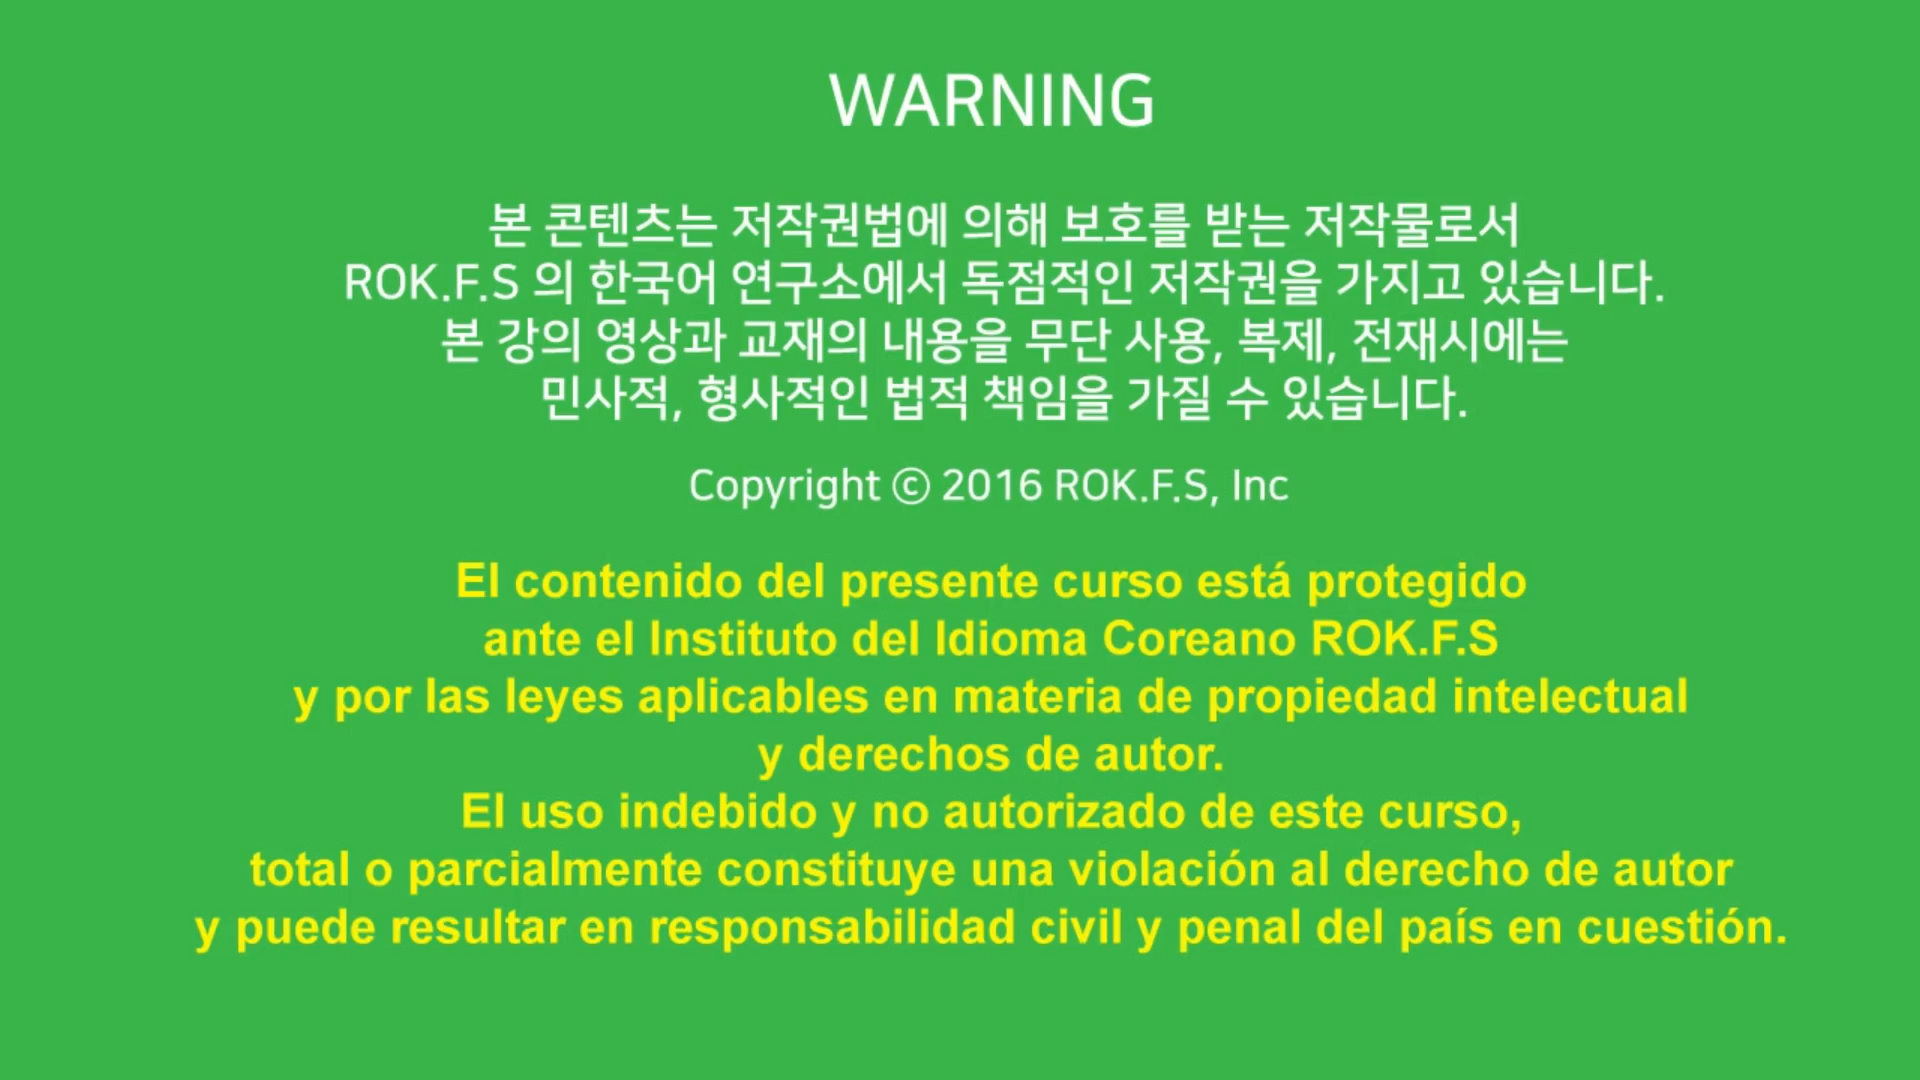 WARNING
본 콘텐츠는 저작권법에 의해 보호를 받는 저작물로서
ROK.F.S 의 한국어 연구소에서 독점적인 저작권을 가지고 있습니다.
본 강의 영상과 교재의 내용을 무단 사용, 복제, 전재시에는
민사적, 형사적인 법적 책임을 가질 수 있습니다.
Copyright ⓒ 2016 ROK.F.S, Inc
El contenido del presente curso está protegido
ante el Instituto del Idioma Coreano ROK.F.S
y por las leyes aplicables en materia de propiedad intelectual
y derechos de autor.
El uso indebido y no autorizado de este curso,
total o parcialmente constituye una violación al derecho de autor
y puede resultar en responsabilidad civil y penal del país en cuestión.